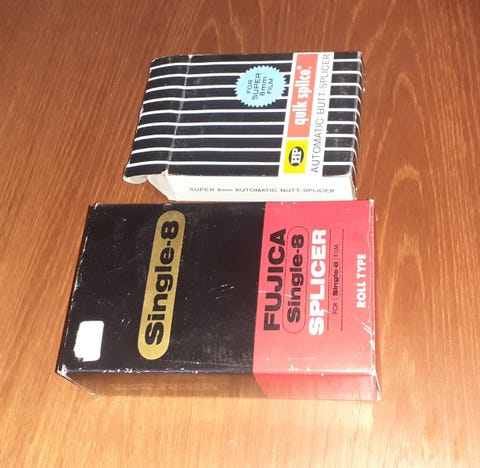 FOR
SUPER
8mm
FILM
HP
quik splice
AUTOMATIC BUTT-SPLICER
SUPER 8mm AUTOMATIC BUTT-SPLICER
Single-8
FUJICA
Single-8
SPLICER
FOR Single-8 FILM
ROLL TYPE